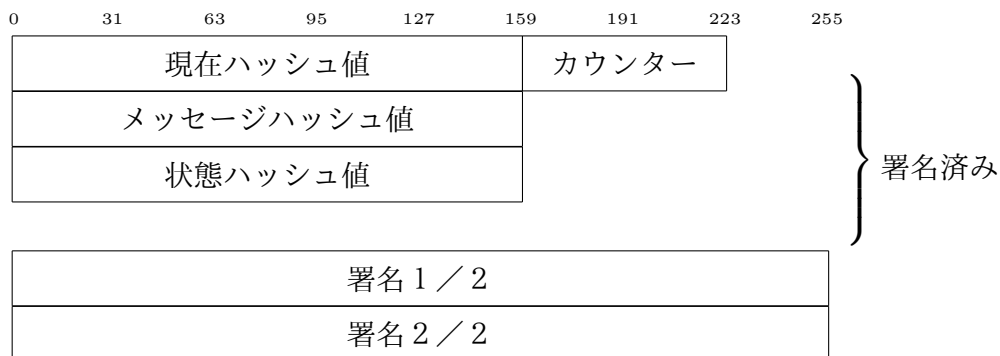 0 31 63 95 127 159 191 223 255
現在ハッシュ値 カウンター
メッセージハッシュ値
状態ハッシュ値
署名済み
署名１／２
署名２／２